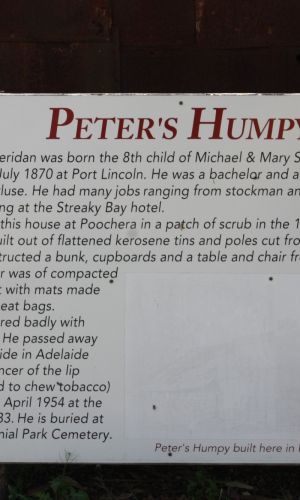 PETER'S HUMPY
eridan was born the 8th child of Michael & Mary S
July 1870 at Port Lincoln. He was a bachelor and a
luse. He had many jobs ranging from stockman an
ng at the Streaky Bay hotel.
this house at Poochera in a patch of scrub in the 1
uilt out of flattened kerosene tins and poles cut fro
tructed a bunk, cupboards and a table and chair fr
r was of compacted
t with mats made
eat bags.
red badly with
. He passed away
ide in Adelaide
ncer of the lip
d to chew tobacco)
April 1954 at the
83. He is buried at
nial Park Cemetery.
Peter's Humpy built here in